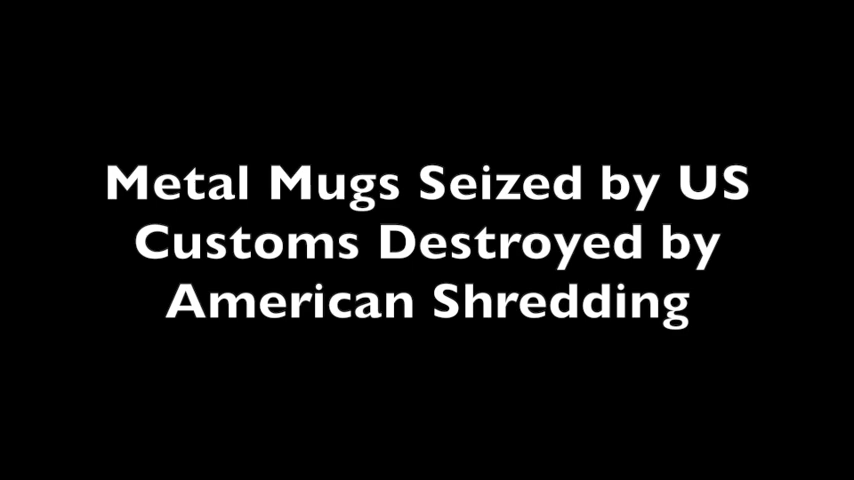 Metal Mugs Seized by US
Customs Destroyed by
American Shredding